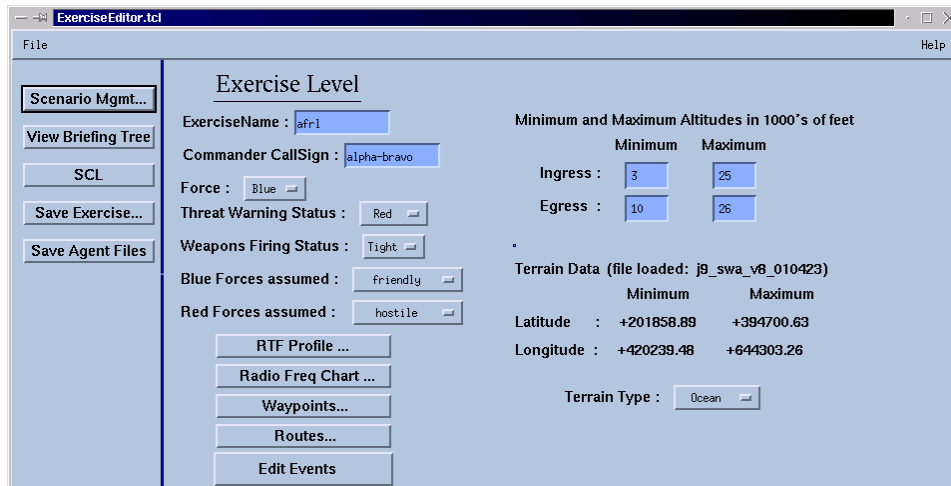 ExerciseEditor.tcl
File
Help
Scenario Mgmt...
View Briefing Tree
SCL
Save Exercise...
Save Agent Files
Exercise Level
ExerciseName : afrl
Commander CallSign : alpha-bravo
Force : Blue
Threat Warning Status : Red
Weapons Firing Status : Tight
Blue Forces assumed : friendly
Red Forces assumed : hostile
RTF Profile ...
Radio Freq Chart ...
Waypoints...
Routes...
Edit Events
Minimum and Maximum Altitudes in 1000's of feet
Minimum Maximum
Ingress : 3 25
Egress : 10 26
Terrain Data (file loaded: j9_swa_v8_010423)
Minimum Maximum
Latitude : +201858.89 +394700.63
Longitude : +420239.48 +644303.26
Terrain Type : Ocean